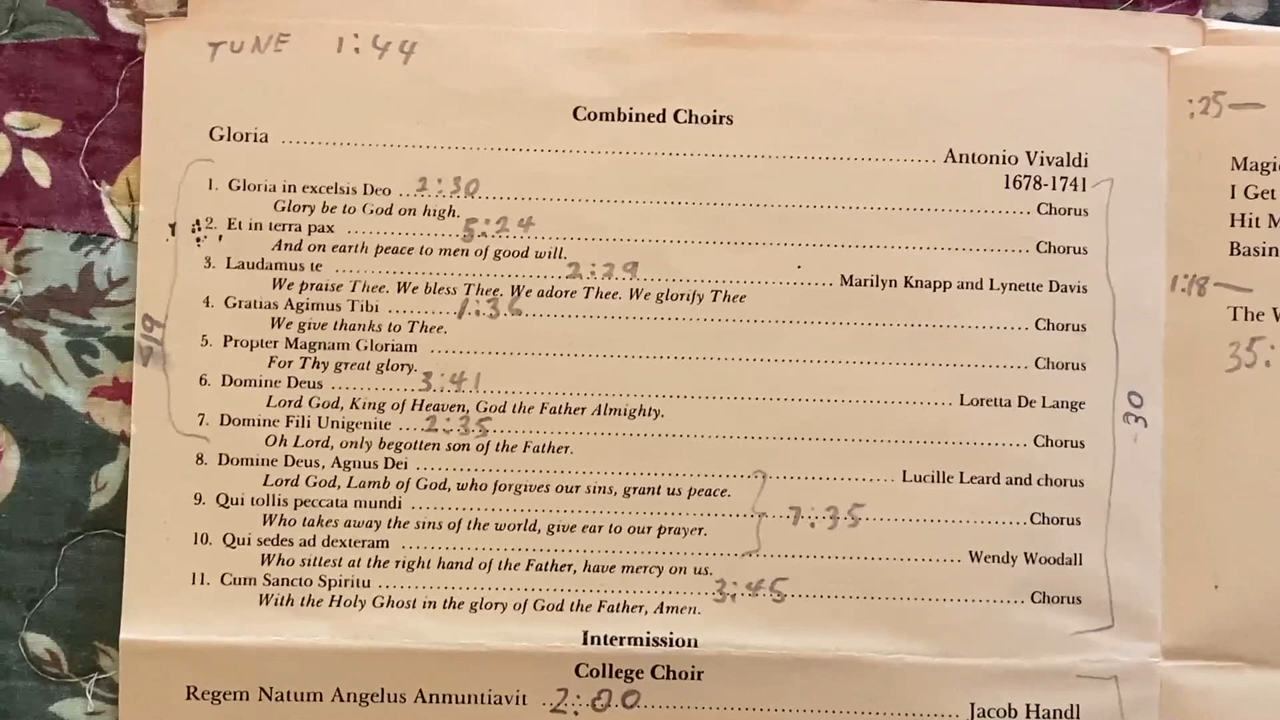 TUNE 1:44
Combined Choirs
Gloria ........ Antonio Vivaldi
1678-1741
1. Gloria in excelsis Deo ... 2:30 ........ Chorus
Glory be to God on high.
2. Et in terra pax ........ 5:24 ........ Chorus
And on earth peace to men of good will.
3. Laudamus te ........ 2:29 ........ Marilyn Knapp and Lynette Davis
We praise Thee. We bless Thee. We adore Thee. We glorify Thee
4. Gratias Agimus Tibi ........ 1:36 ........ Chorus
We give thanks to Thee.
5. Propter Magnam Gloriam ........ Chorus
For Thy great glory.
6. Domine Deus ........ 3:41 ........ Loretta De Lange
Lord God, King of Heaven, God the Father Almighty.
7. Domine Fili Unigenite .... 2:35 ........ Chorus
Oh Lord, only begotten son of the Father.
8. Domine Deus, Agnus Dei ........ Lucille Leard and chorus
Lord God, Lamb of God, who forgives our sins, grant us peace.
9. Qui tollis peccata mundi ........ 7:35 ........ Chorus
Who takes away the sins of the world, give ear to our prayer.
10. Qui sedes ad dexteram ........ Wendy Woodall
Who sittest at the right hand of the Father, have mercy on us.
11. Cum Sancto Spiritu ........ 3:45 ........ Chorus
With the Holy Ghost in the glory of God the Father, Amen.
30
Intermission
College Choir
Regem Natum Angelus Anmuntiavit .. 2:00 ........ Jacob Handl
:25—
Magi
I Get
Hit M
Basin
1:18—
The W
35: